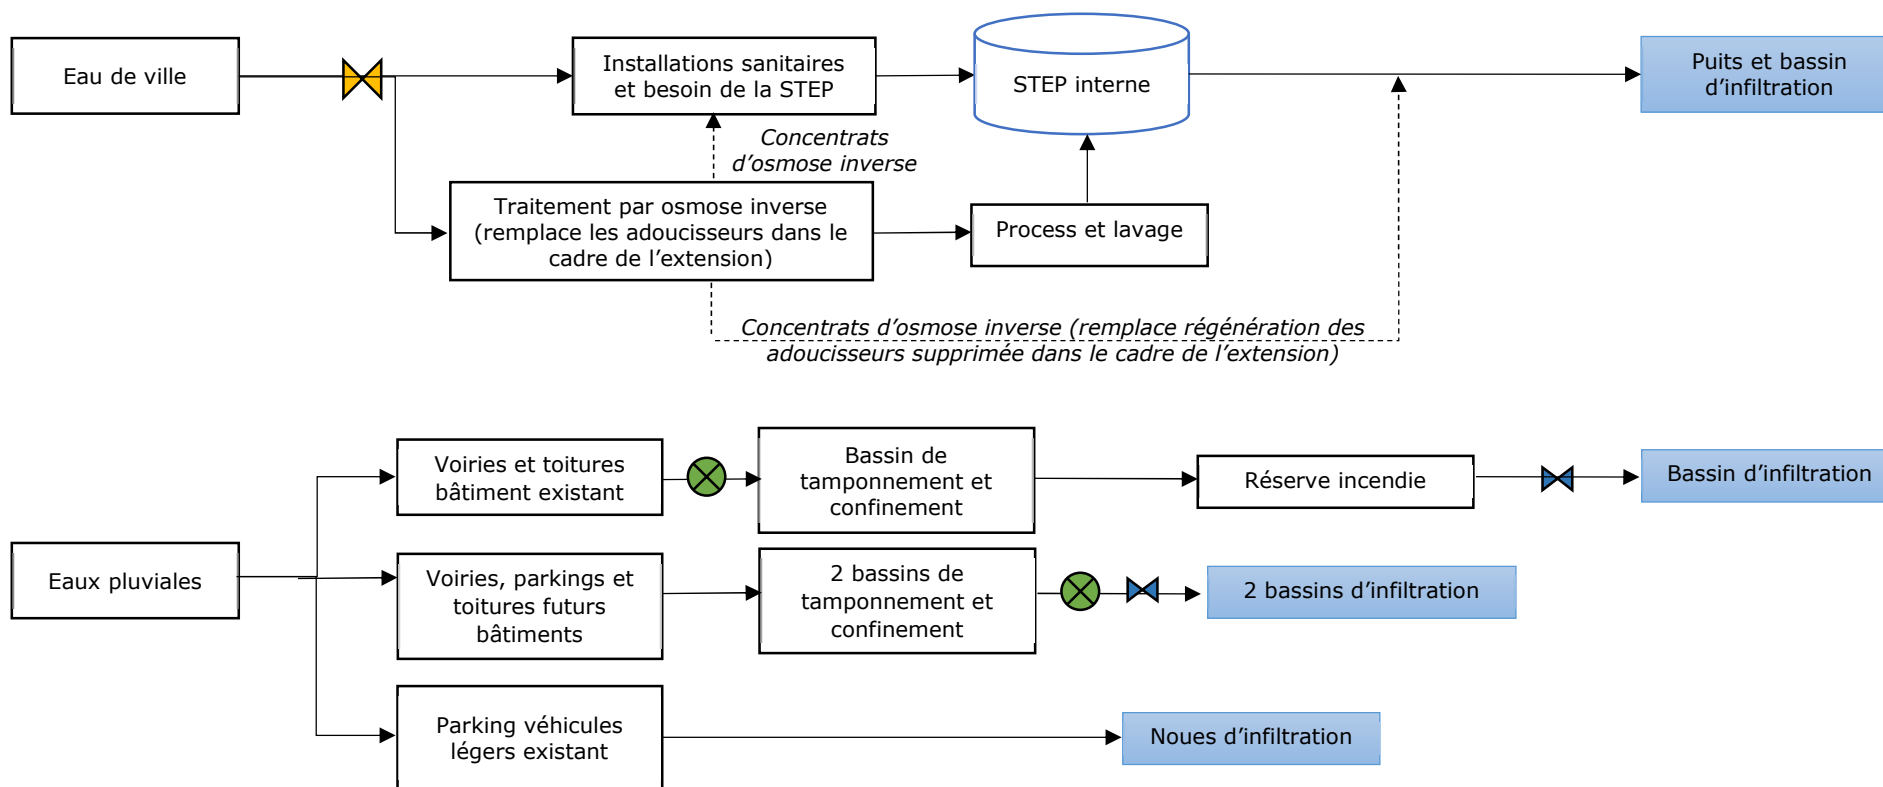 Eau de ville
Installations sanitaires
et besoin de la STEP
STEP interne
Puits et bassin
d’infiltration
Concentrats
d’osmose inverse
Traitement par osmose inverse
(remplace les adoucisseurs dans le
cadre de l’extension)
Process et lavage
Concentrats d’osmose inverse (remplace régénération des
adoucisseurs supprimée dans le cadre de l’extension)
Eaux pluviales
Voiries et toitures
bâtiment existant
Bassin de
tamponnement et
confinement
Réserve incendie
Bassin d’infiltration
Voiries, parkings et
toitures futurs
bâtiments
2 bassins de
tamponnement et
confinement
2 bassins d’infiltration
Parking véhicules
légers existant
Noues d’infiltration